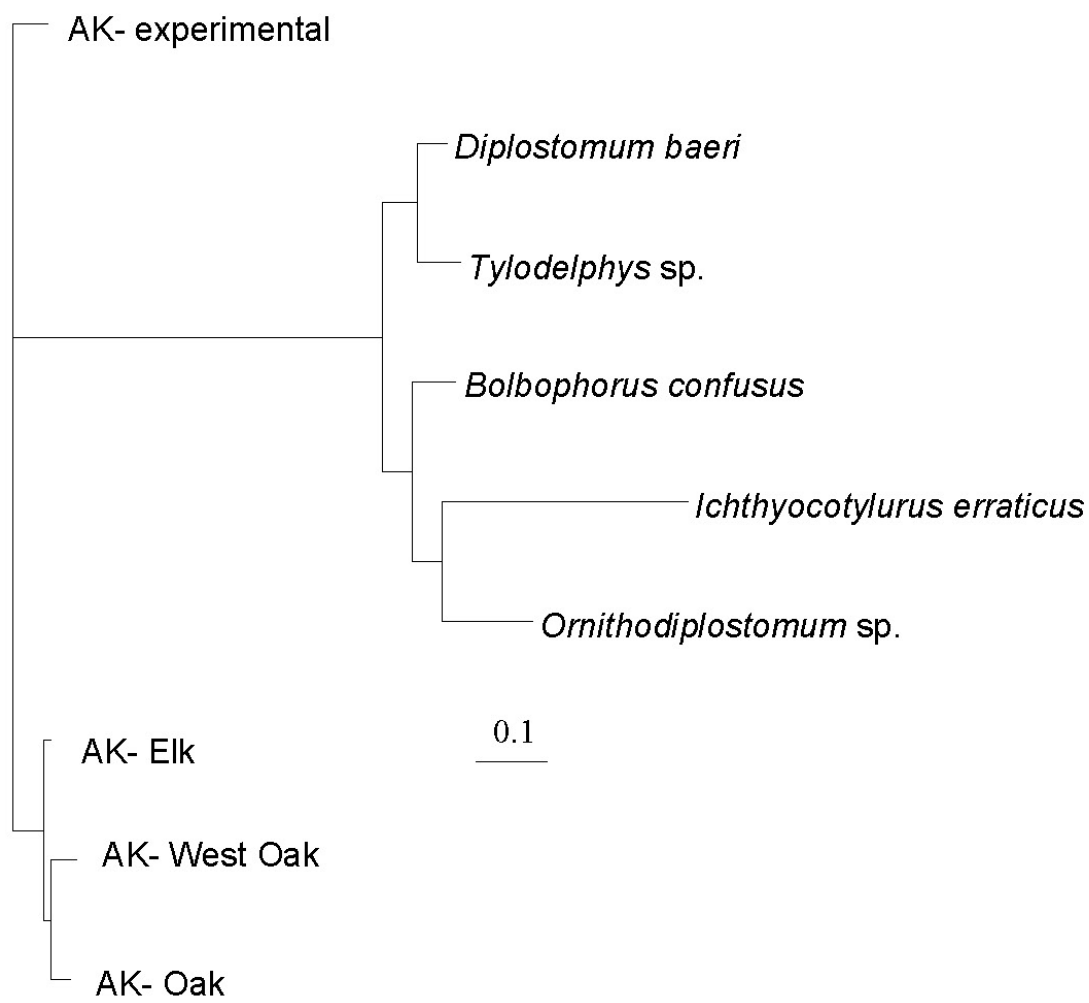 AK- experimental
Diplostomum baeri
Tylodelphys sp.
Bolbophorus confusus
Ichthyocotylurus erraticus
Ornithodiplostomum sp.
0.1
AK- Elk
AK- West Oak
AK- Oak